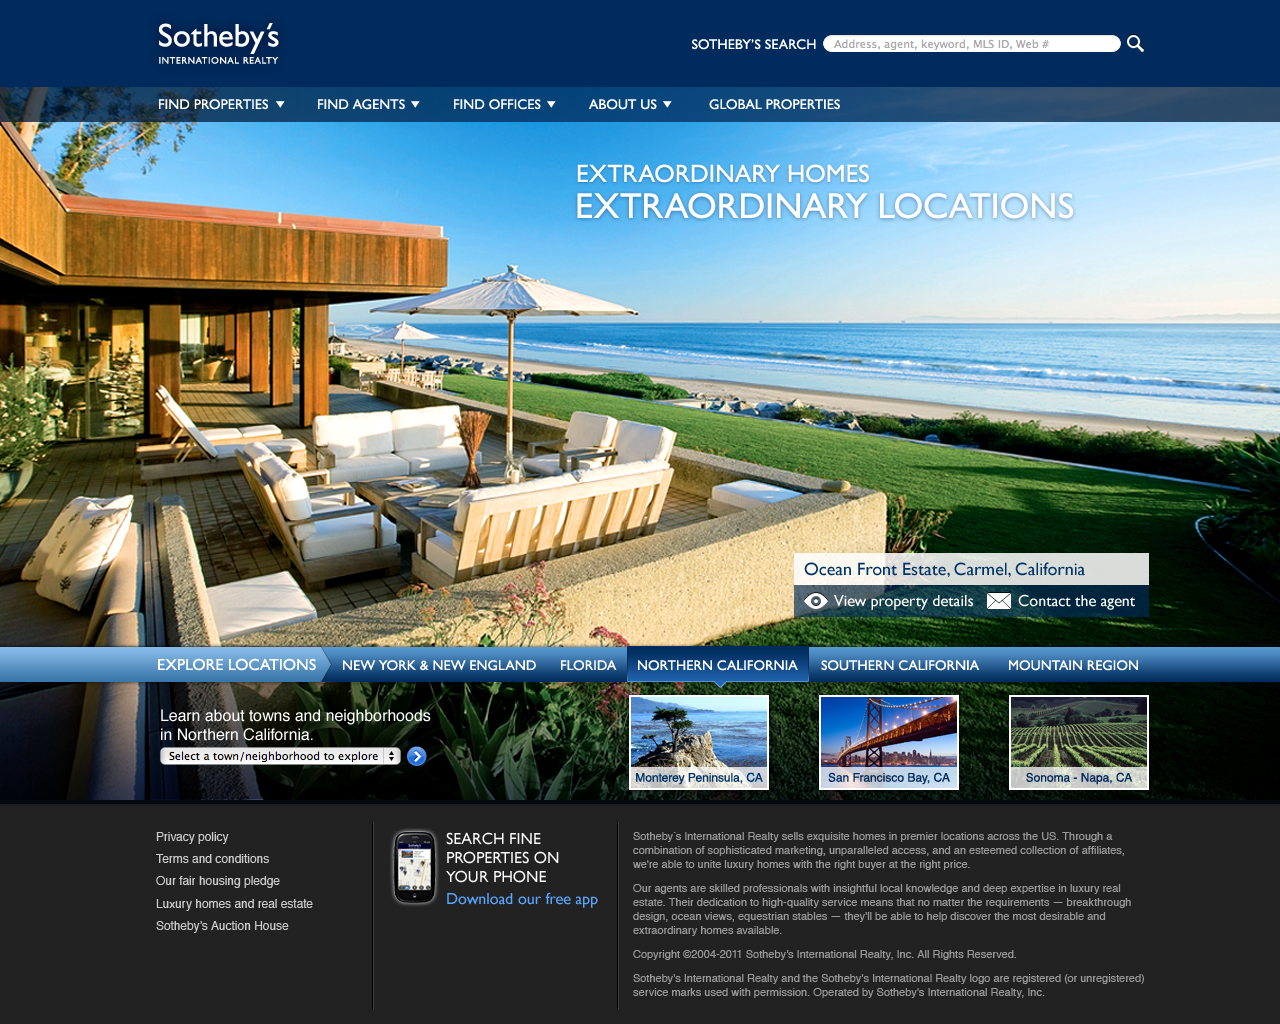 Sotheby's
INTERNATIONAL REALTY
SOTHEBY'S SEARCH
Address, agent, keyword, MLS ID, Web #
FIND PROPERTIES
FIND AGENTS
FIND OFFICES
ABOUT US
GLOBAL PROPERTIES
EXTRAORDINARY HOMES
EXTRAORDINARY LOCATIONS
Ocean Front Estate, Carmel, California
View property details
Contact the agent
EXPLORE LOCATIONS
NEW YORK & NEW ENGLAND
FLORIDA
NORTHERN CALIFORNIA
SOUTHERN CALIFORNIA
MOUNTAIN REGION
Learn about towns and neighborhoods
in Northern California.
Select a town/neighborhood to explore
Monterey Peninsula, CA
San Francisco Bay, CA
Sonoma - Napa, CA
Privacy policy
Terms and conditions
Our fair housing pledge
Luxury homes and real estate
Sotheby's Auction House
SEARCH FINE
PROPERTIES ON
YOUR PHONE
Download our free app
Sotheby's International Realty sells exquisite homes in premier locations across the US. Through a
combination of sophisticated marketing, unparalleled access, and an esteemed collection of affiliates,
we're able to unite luxury homes with the right buyer at the right price.
Our agents are skilled professionals with insightful local knowledge and deep expertise in luxury real
estate. Their dedication to high-quality service means that no matter the requirements — breakthrough
design, ocean views, equestrian stables — they'll be able to help discover the most desirable and
extraordinary homes available.
Copyright ©2004-2011 Sotheby's International Realty, Inc. All Rights Reserved.
Sotheby's International Realty and the Sotheby's International Realty logo are registered (or unregistered)
service marks used with permission. Operated by Sotheby's International Realty, Inc.